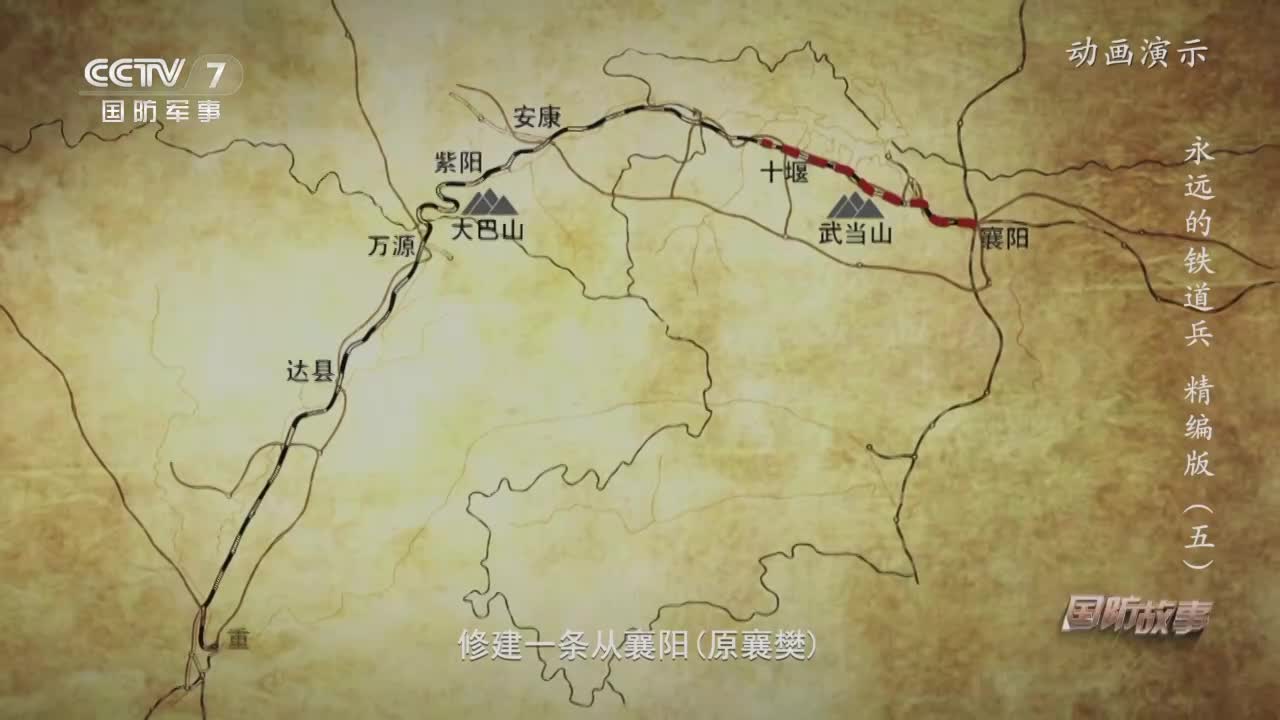 CCTV 7
国防军事
动画演示
安康
紫阳
十堰
大巴山
武当山
万源
襄阳
达县
重
永远的铁道兵 精编版（五）
国防故事
修建一条从襄阳(原襄樊)